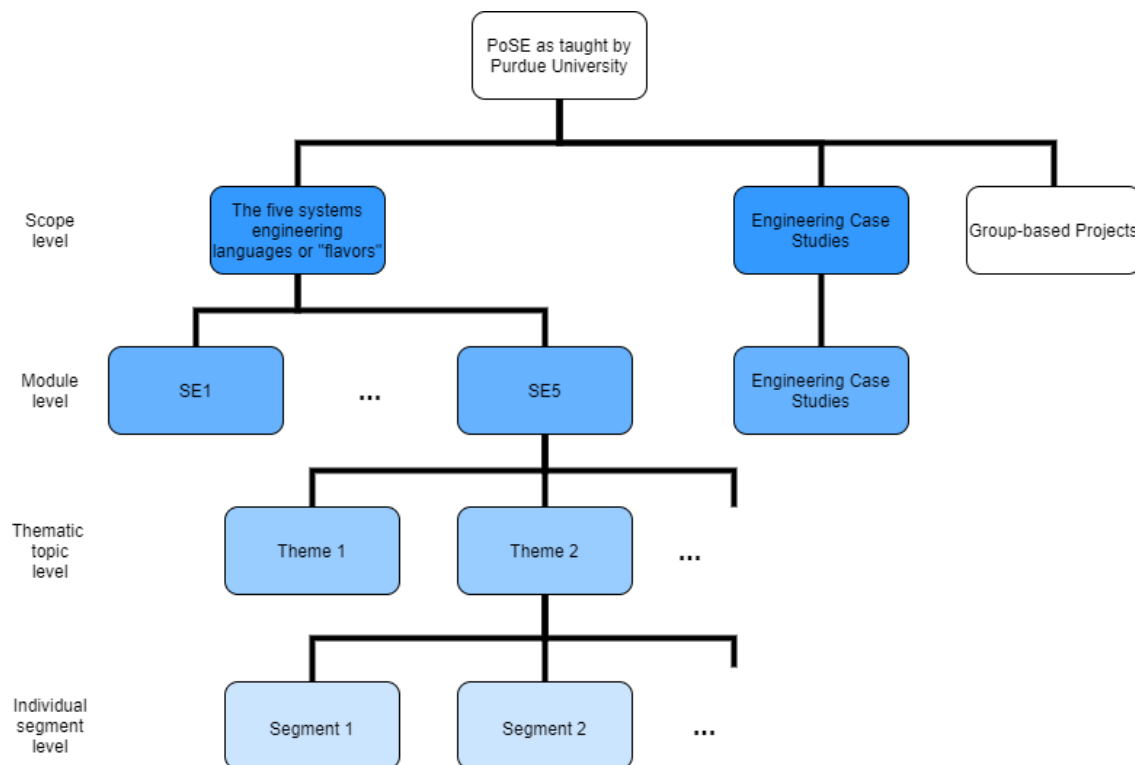 PoSE as taught by
Purdue University
Scope
level
The five systems
engineering
languages or "flavors"
Engineering Case
Studies
Group-based Projects
Module
level
SE1
...
SE5
Engineering Case
Studies
Thematic
topic
level
Theme 1
Theme 2
...
Individual
segment
level
Segment 1
Segment 2
...